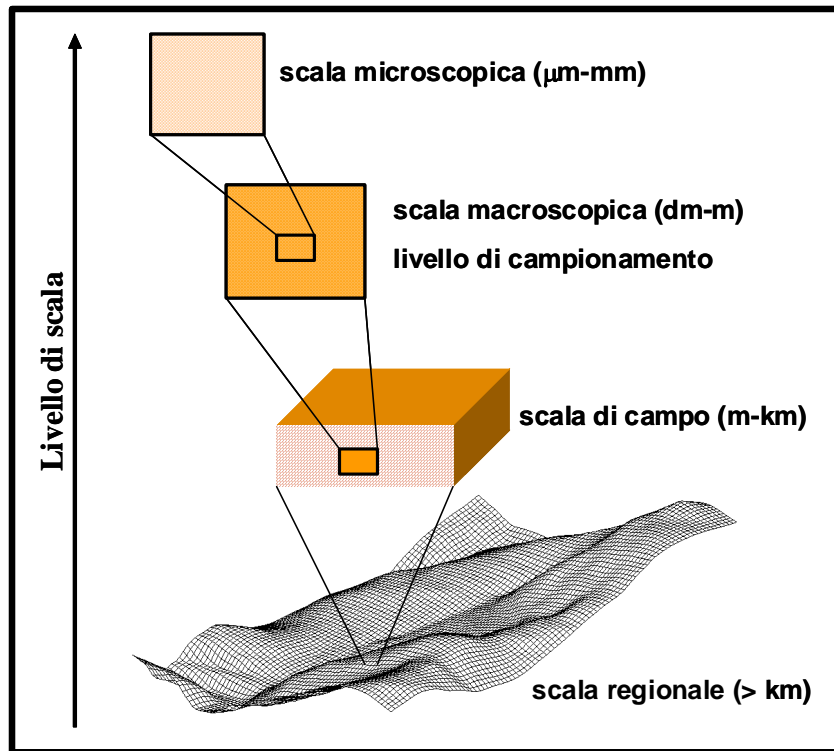 scala microscopica (μm-mm)
scala macroscopica (dm-m)
livello di campionamento
scala di campo (m-km)
scala regionale (> km)
Livello di scala